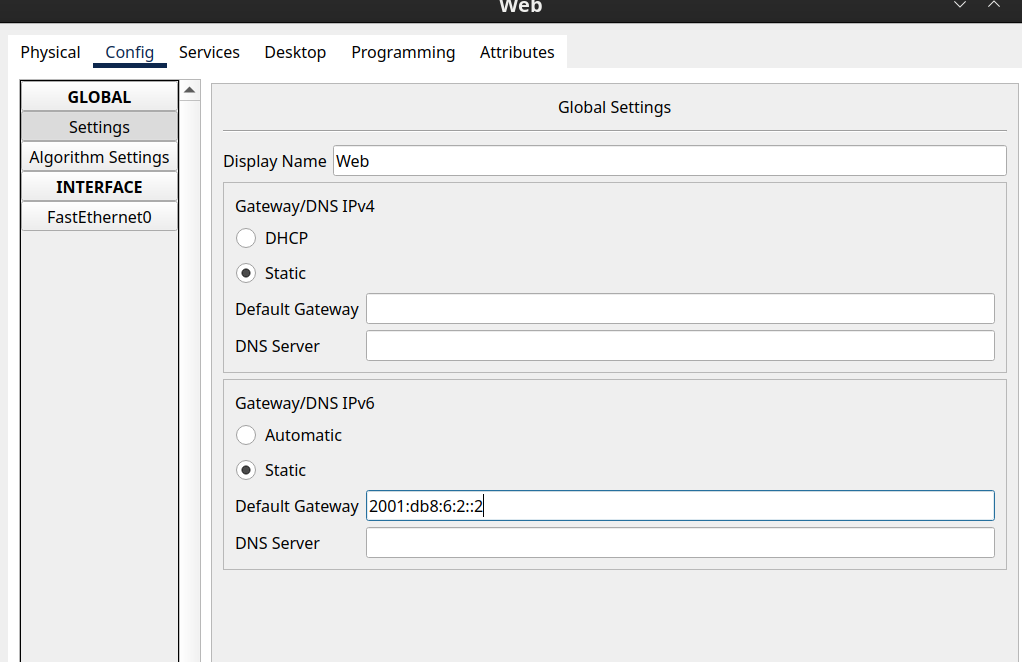 Web
Physical Config Services Desktop Programming Attributes
GLOBAL
Settings
Algorithm Settings
INTERFACE
FastEthernet0
Global Settings
Display Name Web
Gateway/DNS IPv4
DHCP
Static
Default Gateway
DNS Server
Gateway/DNS IPv6
Automatic
Static
Default Gateway 2001:db8:6:2::2
DNS Server